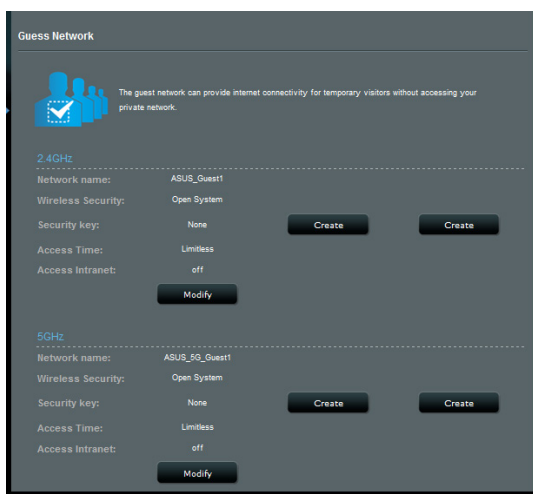 Guess Network
The guest network can provide internet connectivity for temporary visitors without accessing your
private network.
2.4GHz
Network name: ASUS_Guest1
Wireless Security: Open System
Security key: None Create Create
Access Time: Limitless
Access Intranet: off
Modify
5GHz
Network name: ASUS_5G_Guest1
Wireless Security: Open System
Security key: None Create Create
Access Time: Limitless
Access Intranet: off
Modify